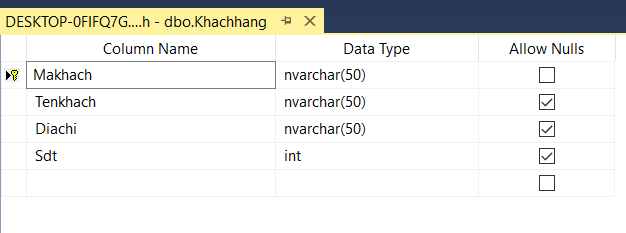 DESKTOP-0FIFQ7G....h - dbo.Khachhang
Column Name Data Type Allow Nulls
Makhach nvarchar(50)
Tenkhach nvarchar(50)
Diachi nvarchar(50)
Sdt int